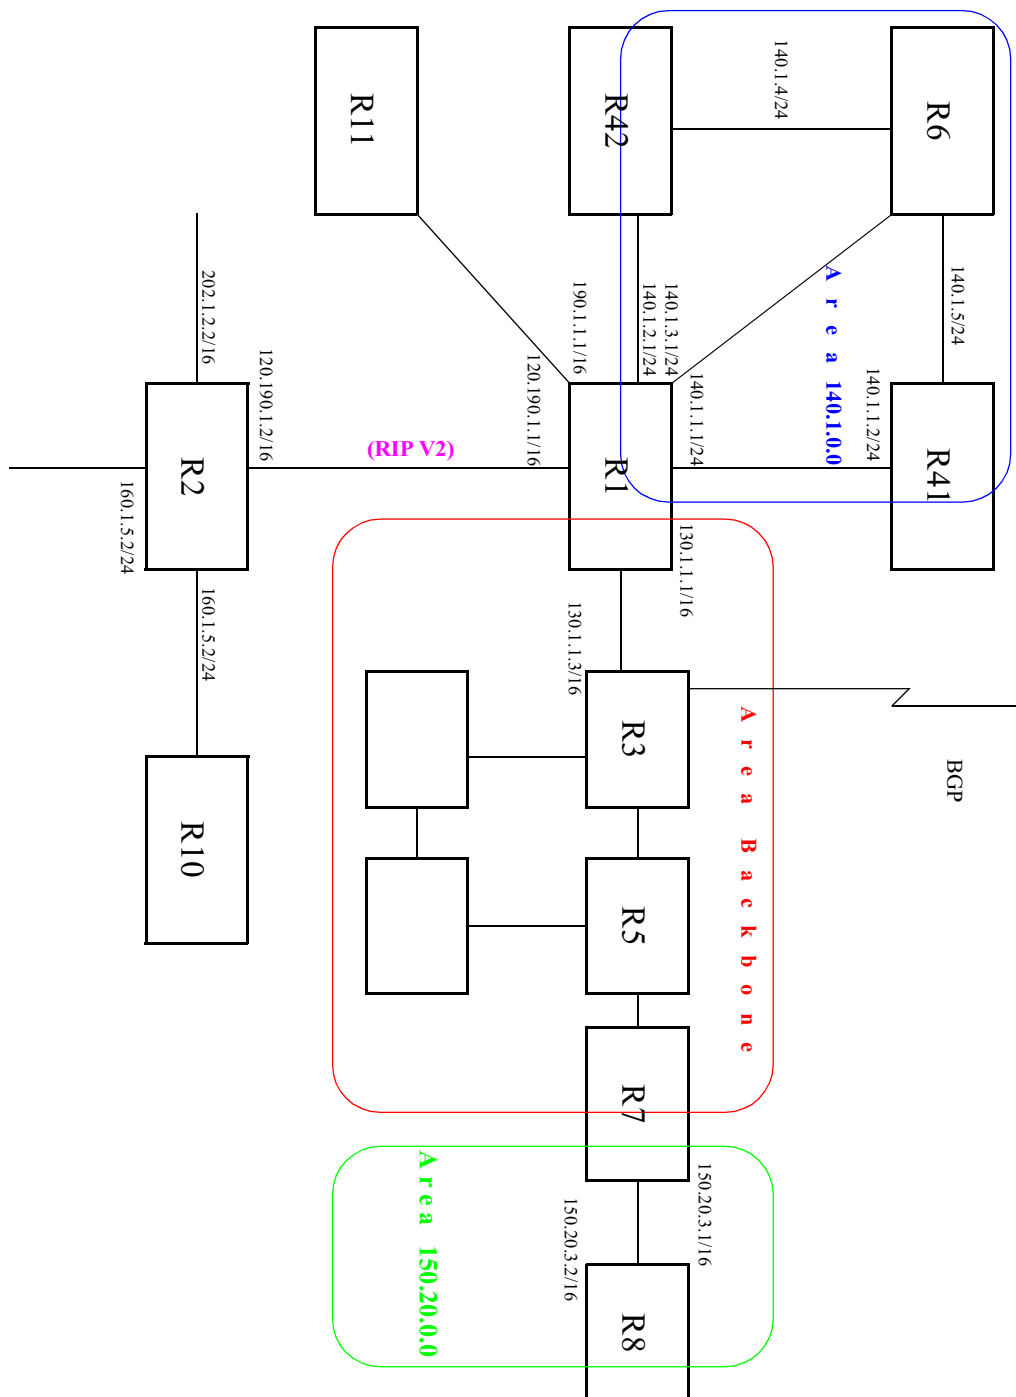 R8
150.20.3.2/16
150.20.3.1/16
Area 150.20.0.0
R7
R5
R3
Area Backbone
BGP
130.1.1.3/16
130.1.1.1/16
R10
160.1.5.2/24
160.1.5.2/24
R2
120.190.1.2/16
202.1.2.2/16
(RIP V2)
120.190.1.1/16
R1
190.1.1.1/16
140.1.2.1/24
140.1.3.1/24
140.1.1.1/24
140.1.1.2/24
R41
Area 140.1.0.0
140.1.5/24
R11
R42
140.1.4/24
R6